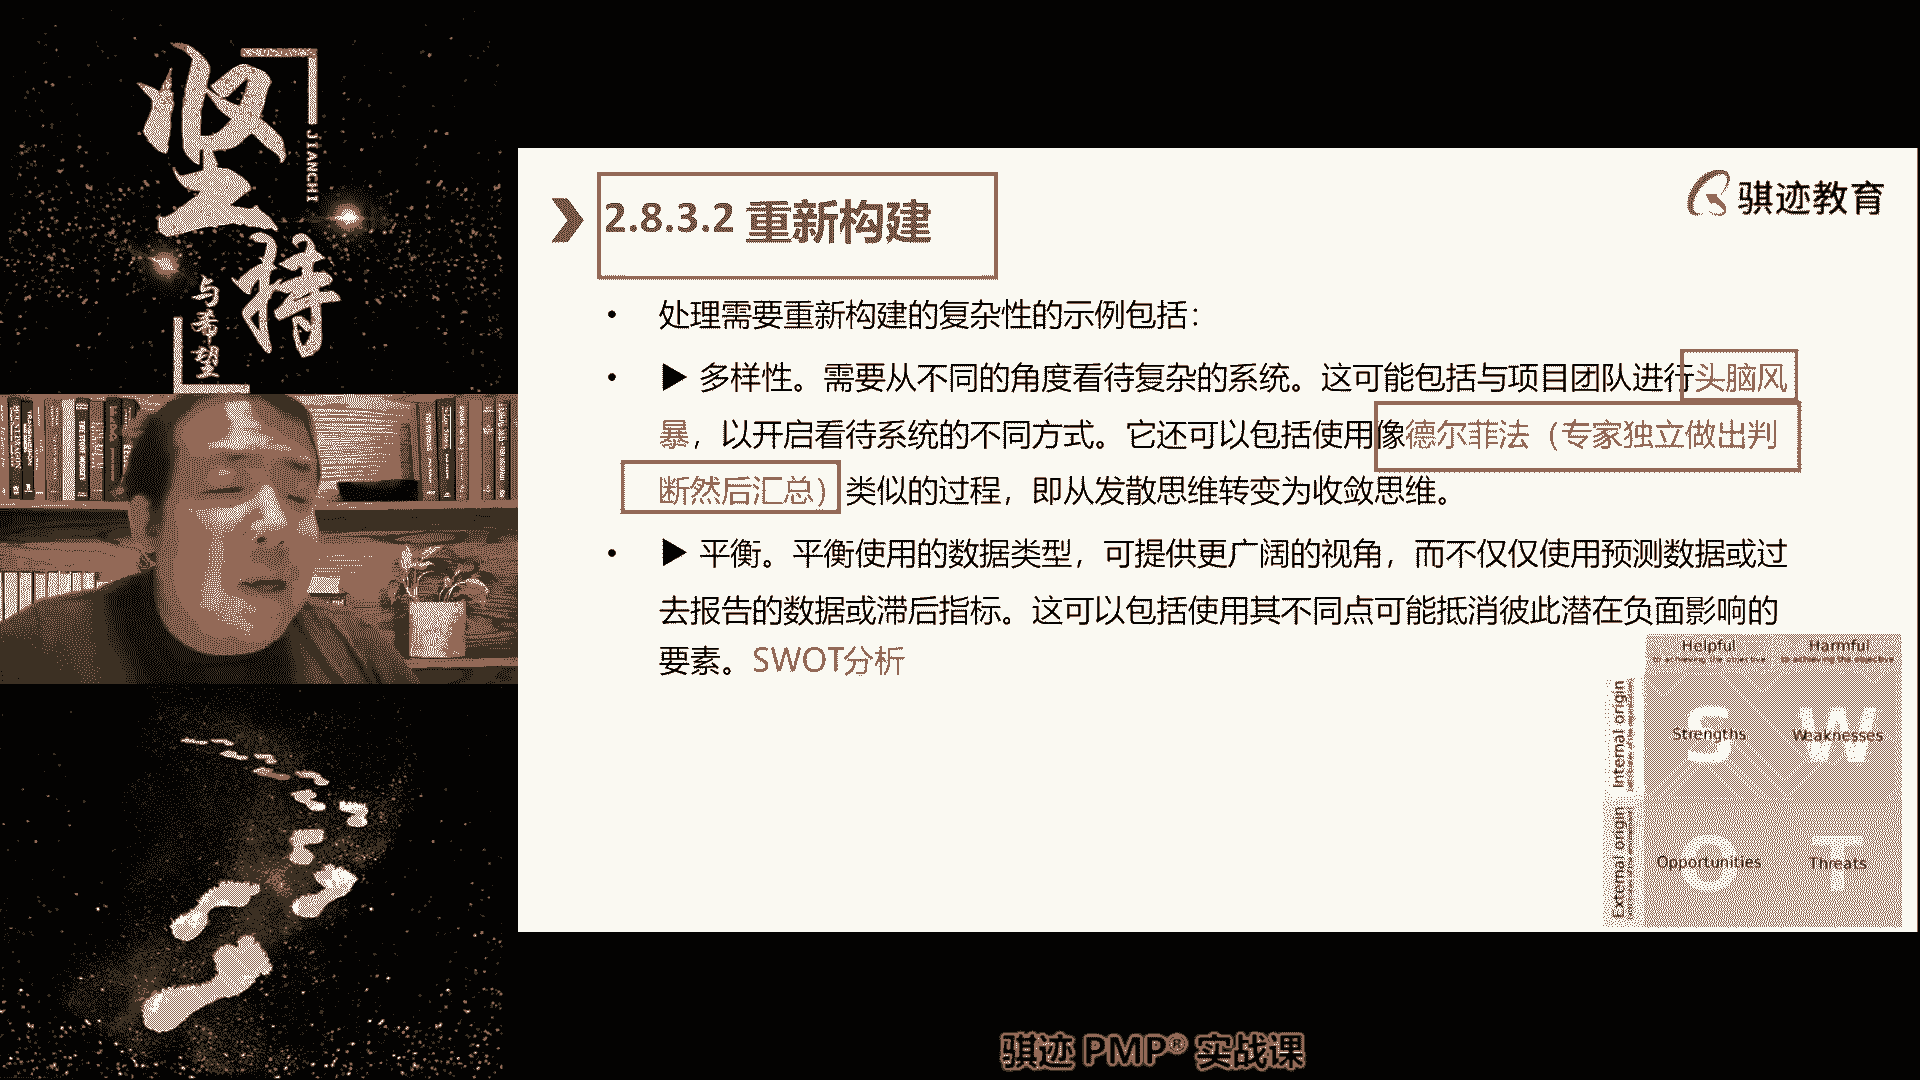 坚持
JIANCHI
与希望
骐迹教育
2.8.3.2 重新构建
• 处理需要重新构建的复杂性的示例包括：
• ▶ 多样性。需要从不同的角度看待复杂的系统。这可能包括与项目团队进行头脑风
暴，以开启看待系统的不同方式。它还可以包括使用像德尔菲法（专家独立做出判
断然后汇总）类似的过程，即从发散思维转变为收敛思维。
• ▶ 平衡。平衡使用的数据类型，可提供更广阔的视角，而不仅仅使用预测数据或过
去报告的数据或滞后指标。这可以包括使用其不同点可能抵消彼此潜在负面影响的
要素。SWOT分析
Helpful
to achieving the objective
Harmful
to achieving the objective
Internal origin
S
Strengths
W
Weaknesses
External origin
O
Opportunities
T
Threats
骐迹 PMP® 实战课